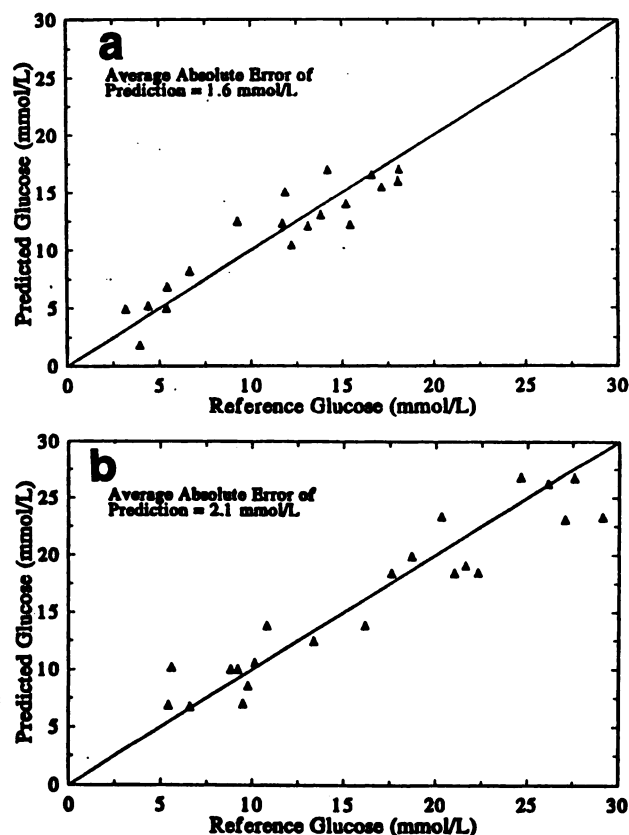 a
Average Absolute Error of
Prediction = 1.6 mmol/L
30
25
20
15
10
5
0
Predicted Glucose (mmol/L)
0 5 10 15 20 25 30
Reference Glucose (mmol/L)
b
Average Absolute Error of
Prediction = 2.1 mmol/L
30
25
20
15
10
5
0
Predicted Glucose (mmol/L)
0 5 10 15 20 25 30
Reference Glucose (mmol/L)